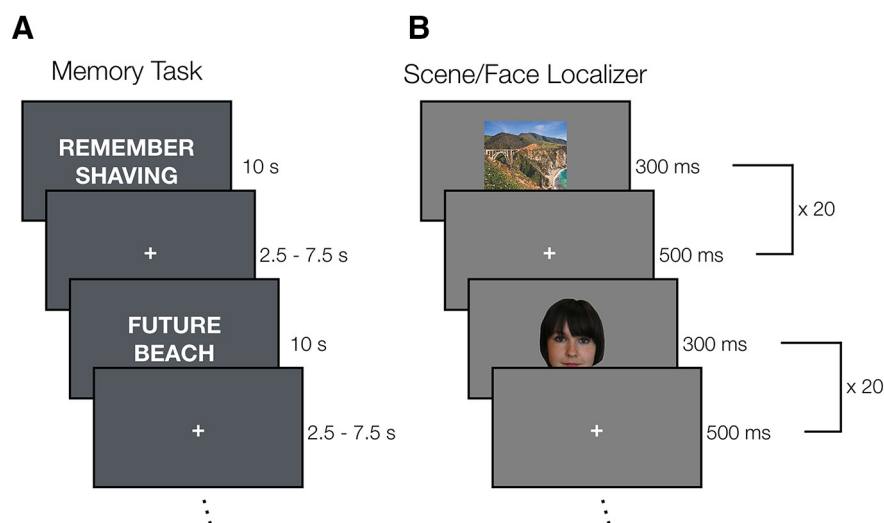 A
Memory Task
REMEMBER
SHAVING
10 s
+
2.5 - 7.5 s
FUTURE
BEACH
10 s
+
2.5 - 7.5 s
B
Scene/Face Localizer
300 ms
x 20
+
500 ms
300 ms
x 20
+
500 ms